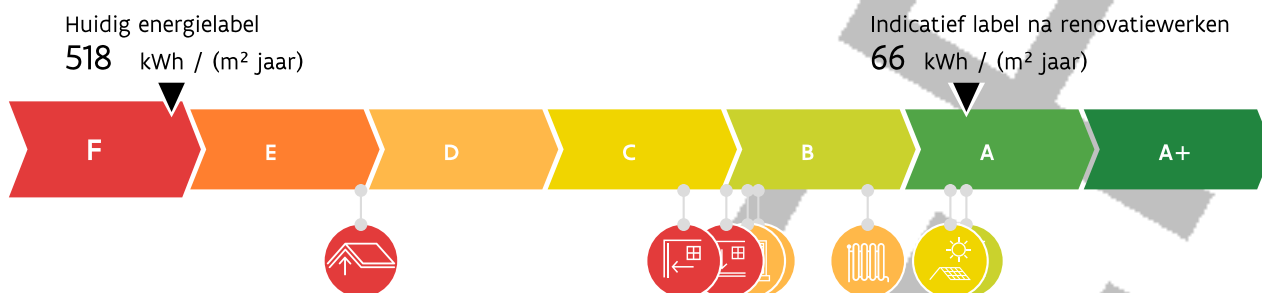 Huidig energielabel
518 kWh / (m² jaar)
Indicatief label na renovatiewerken
66 kWh / (m² jaar)
F E D C B A A+